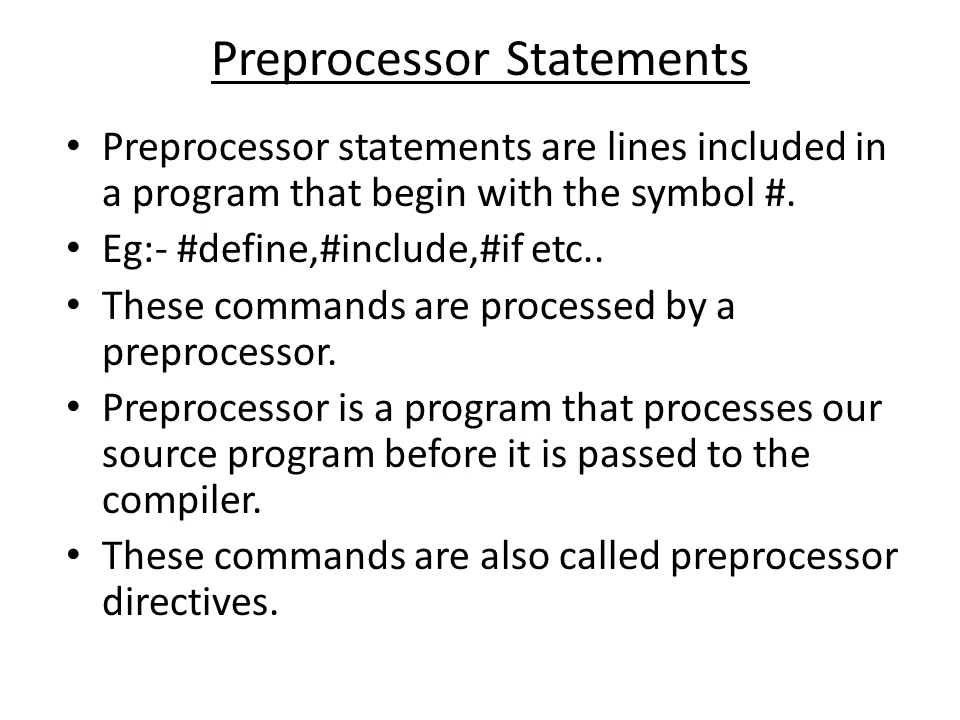 Preprocessor Statements
• Preprocessor statements are lines included in
a program that begin with the symbol #.
• Eg:- #define,#include,#if etc..
• These commands are processed by a
preprocessor.
• Preprocessor is a program that processes our
source program before it is passed to the
compiler.
• These commands are also called preprocessor
directives.